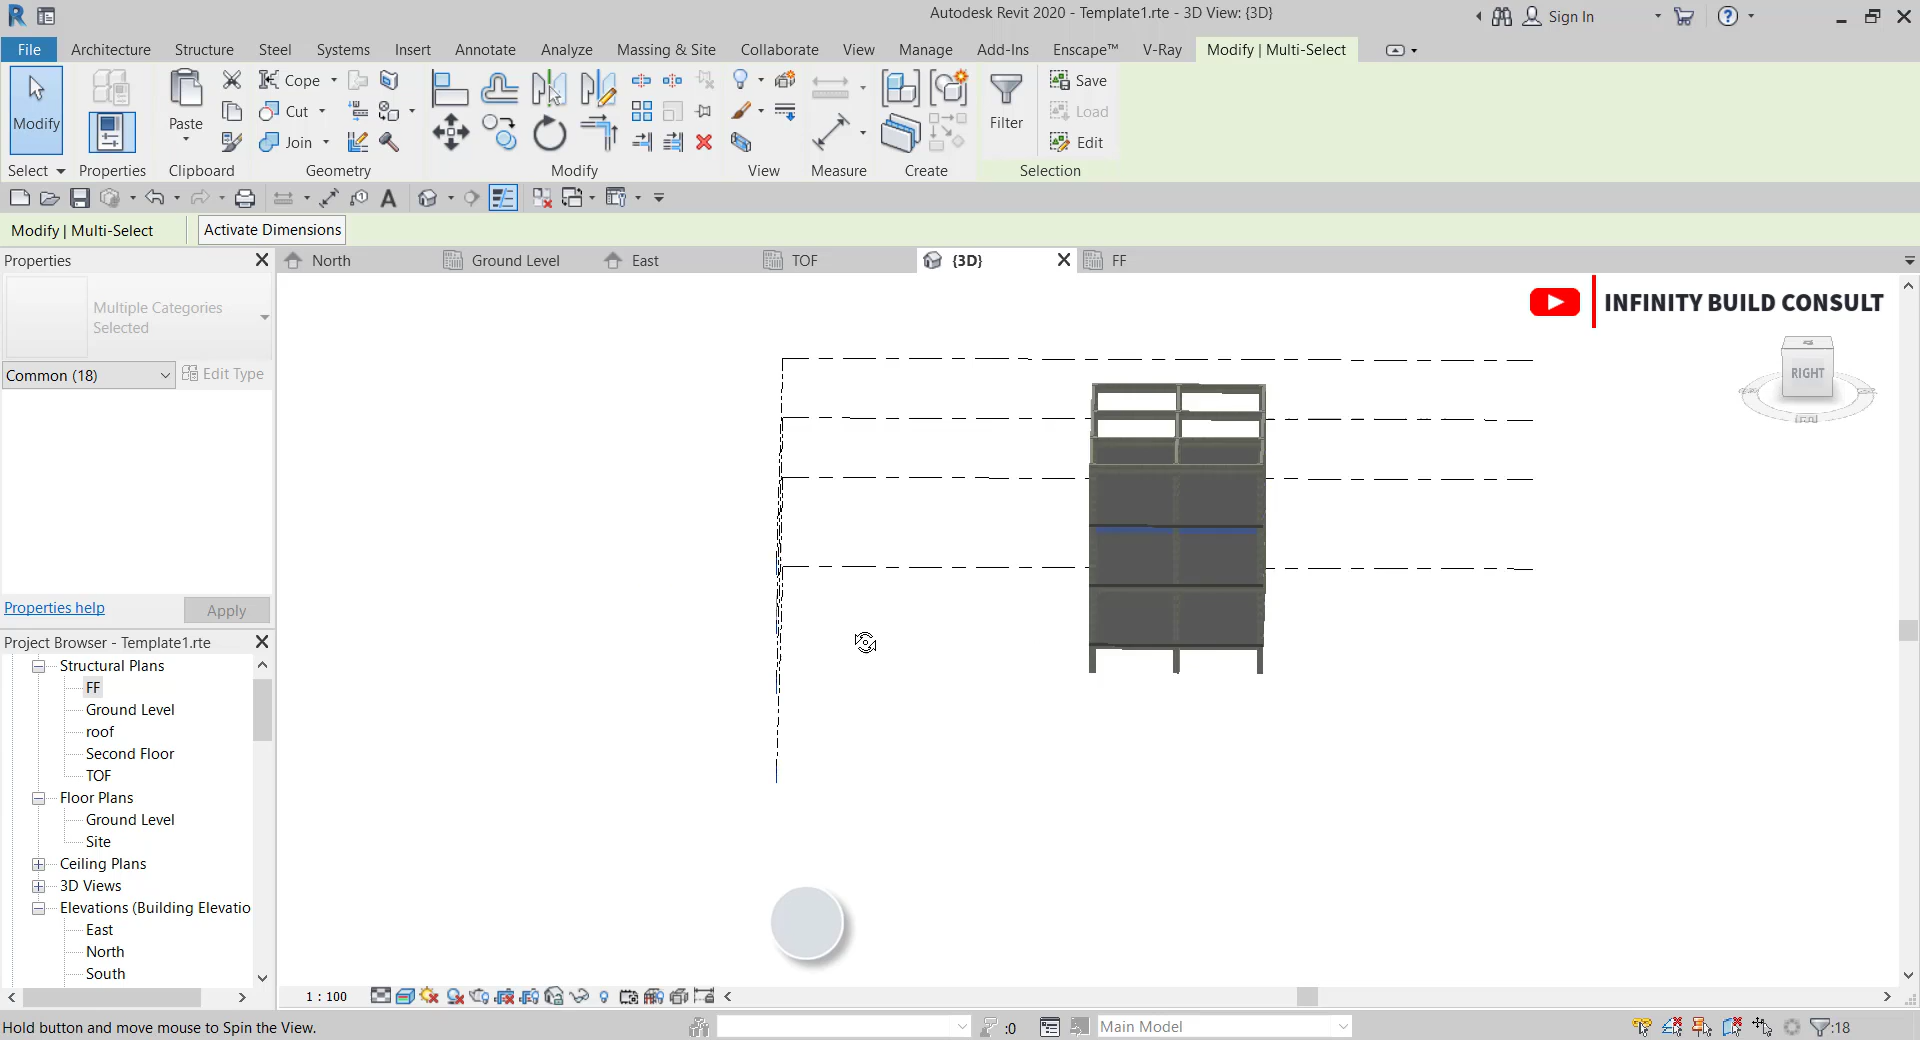 Autodesk Revit 2020 - Template1.rte - 3D View: {3D}
Sign In
File Architecture Structure Steel Systems Insert Annotate Analyze Massing & Site Collaborate View Manage Add-Ins Enscape™ V-Ray Modify | Multi-Select
Modify
Paste
Cope
Cut
Join
Filter
Save
Load
Edit
Select Properties Clipboard Geometry Modify View Measure Create Selection
Modify | Multi-Select Activate Dimensions
Properties
North Ground Level East TOF {3D} FF
INFINITY BUILD CONSULT
Multiple Categories
Selected
Common (18) Edit Type
RIGHT
Properties help Apply
Project Browser - Template1.rte
Structural Plans
FF
Ground Level
roof
Second Floor
TOF
Floor Plans
Ground Level
Site
Ceiling Plans
3D Views
Elevations (Building Elevatio
East
North
South
1 : 100
Hold button and move mouse to Spin the View. :0 Main Model :18